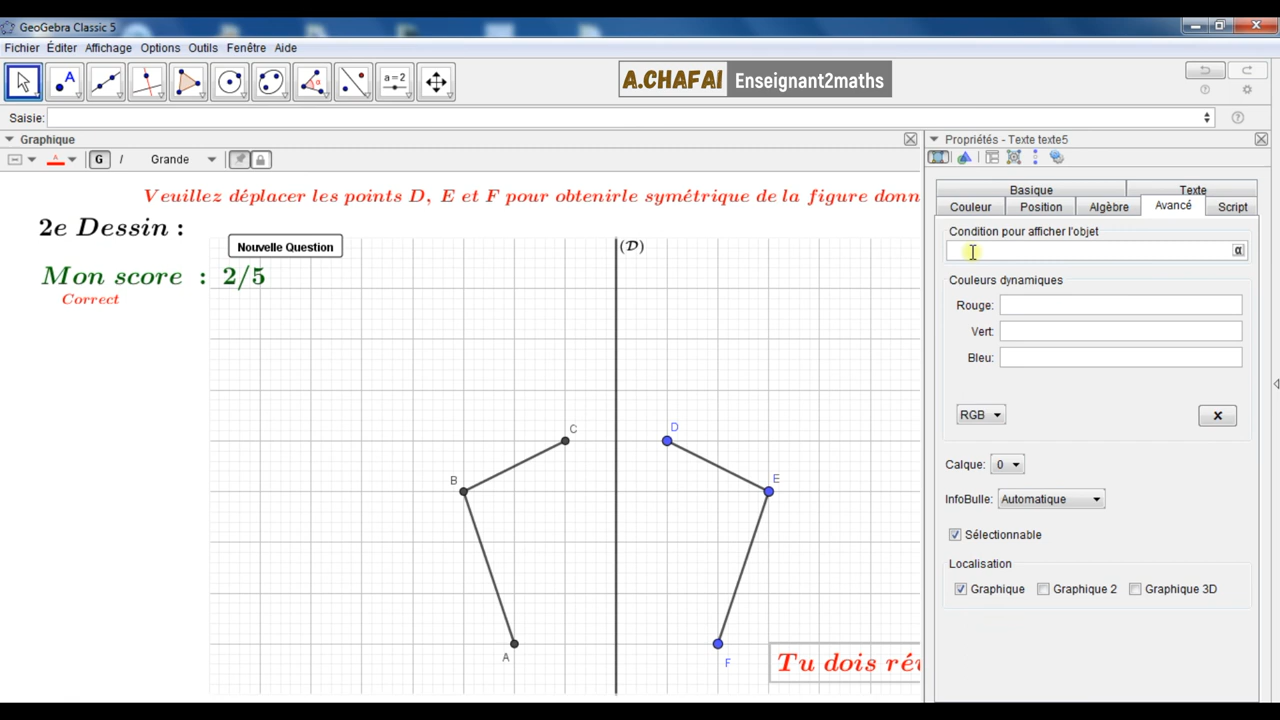 GeoGebra Classic 5
Fichier Éditer Affichage Options Outils Fenêtre Aide
A
a=2
A.CHAFAI Enseignant2maths
Saisie:
Graphique
Propriétés - Texte texte5
A G I Grande
Veuillez déplacer les points D, E et F pour obtenirle symétrique de la figure donn
2e Dessin :
Nouvelle Question
(D)
Mon score : 2/5
Correct
C
D
B
E
A
F
Tu dois rév
Basique Texte
Couleur Position Algèbre Avancé Script
Condition pour afficher l'objet
α
Couleurs dynamiques
Rouge:
Vert:
Bleu:
RGB
Calque: 0
InfoBulle: Automatique
Sélectionnable
Localisation
Graphique Graphique 2 Graphique 3D